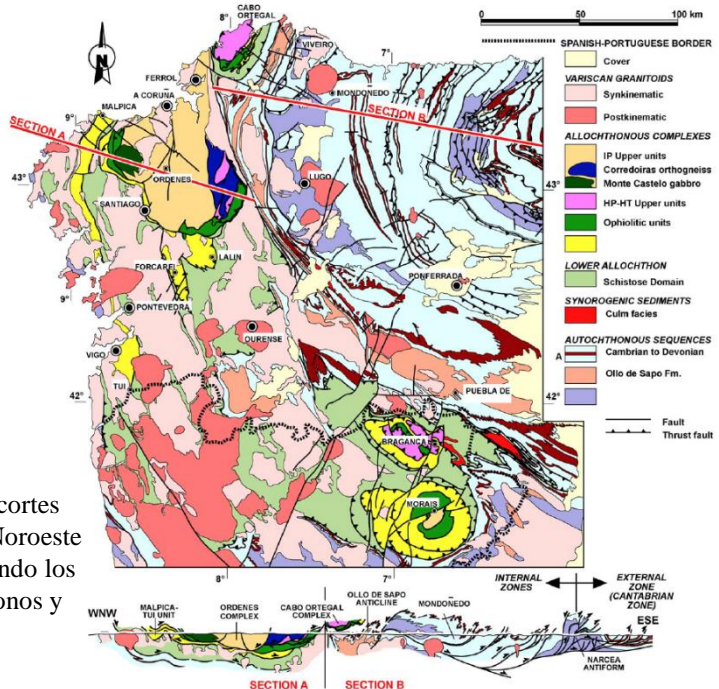 8°
CABO
ORTEGAL
0
50
100 km
N
VIVEIRO
7°
SPANISH-PORTUGUESE BORDER
Cover
FERROL
MONDOÑEDO
VARISCAN GRANITOIDS
A CORUÑA
Synkinematic
MALPICA
SECTION B
Postkinematic
9°
SECTION A
ALLOCHTHONOUS COMPLEXES
IP Upper units
Corredoiras orthogneiss
Monte Castelo gabbro
43°
ORDENES
LUGO
43°
SANTIAGO
HP-HT Upper units
Ophiolitic units
LALIN
FORCAREI
PONFERRADA
LOWER ALLOCHTHON
Schistose Domain
9°
PONTEVEDRA
SYNOROGENIC SEDIMENTS
Culm facies
OURENSE
AUTOCHTHONOUS SEQUENCES
VIGO
A
Cambrian to Devonian
TUI
PUEBLA DE
Ollo de Sapo Fm.
42°
42°
Fault
BRAGANÇA
Thrust fault
MORAIS
cortes
Noroeste
ndo los
onos y
8°
7°
INTERNAL
ZONES
EXTERNAL
ZONE
(CANTABRIAN
ZONE)
WNW
MALPICA-
TUI UNIT
ORDENES
COMPLEX
CABO ORTEGAL
COMPLEX
OLLO DE SAPO
ANTICLINE
MONDOÑEDO
ESE
NARCEA
ANTIFORM
SECTION A
SECTION B